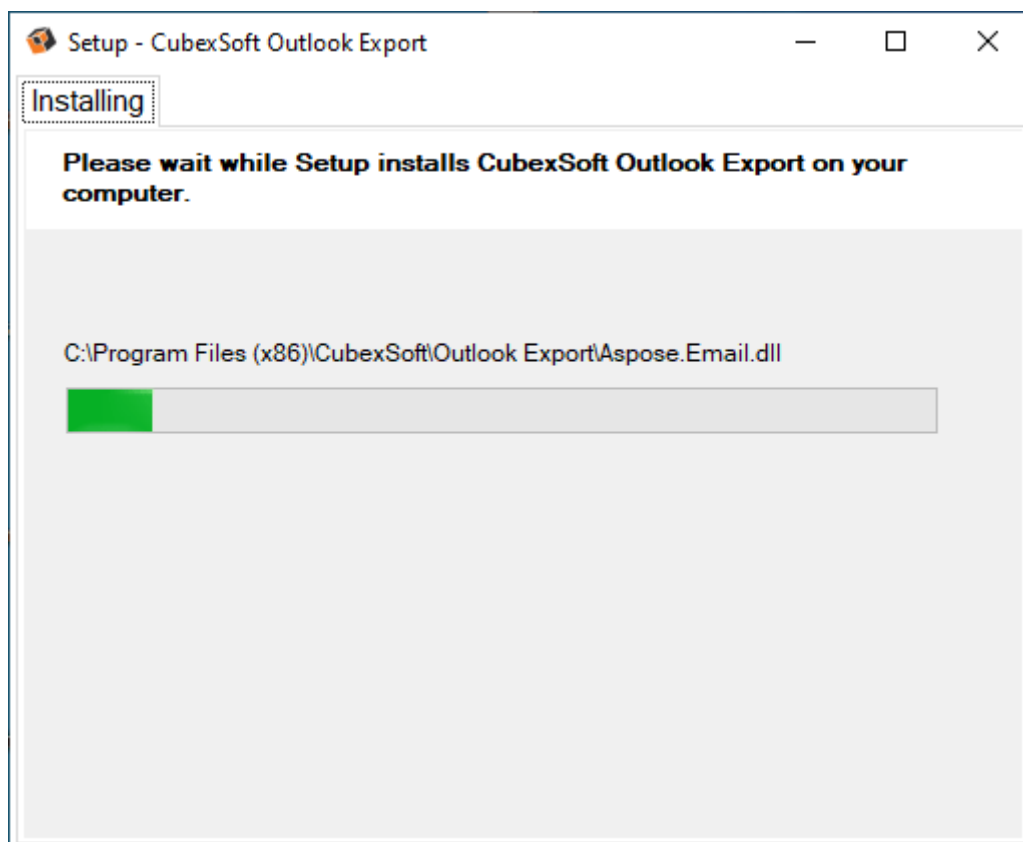 Setup - CubexSoft Outlook Export
Installing
Please wait while Setup installs CubexSoft Outlook Export on your
computer.
C:\Program Files (x86)\CubexSoft\Outlook Export\Aspose.Email.dll